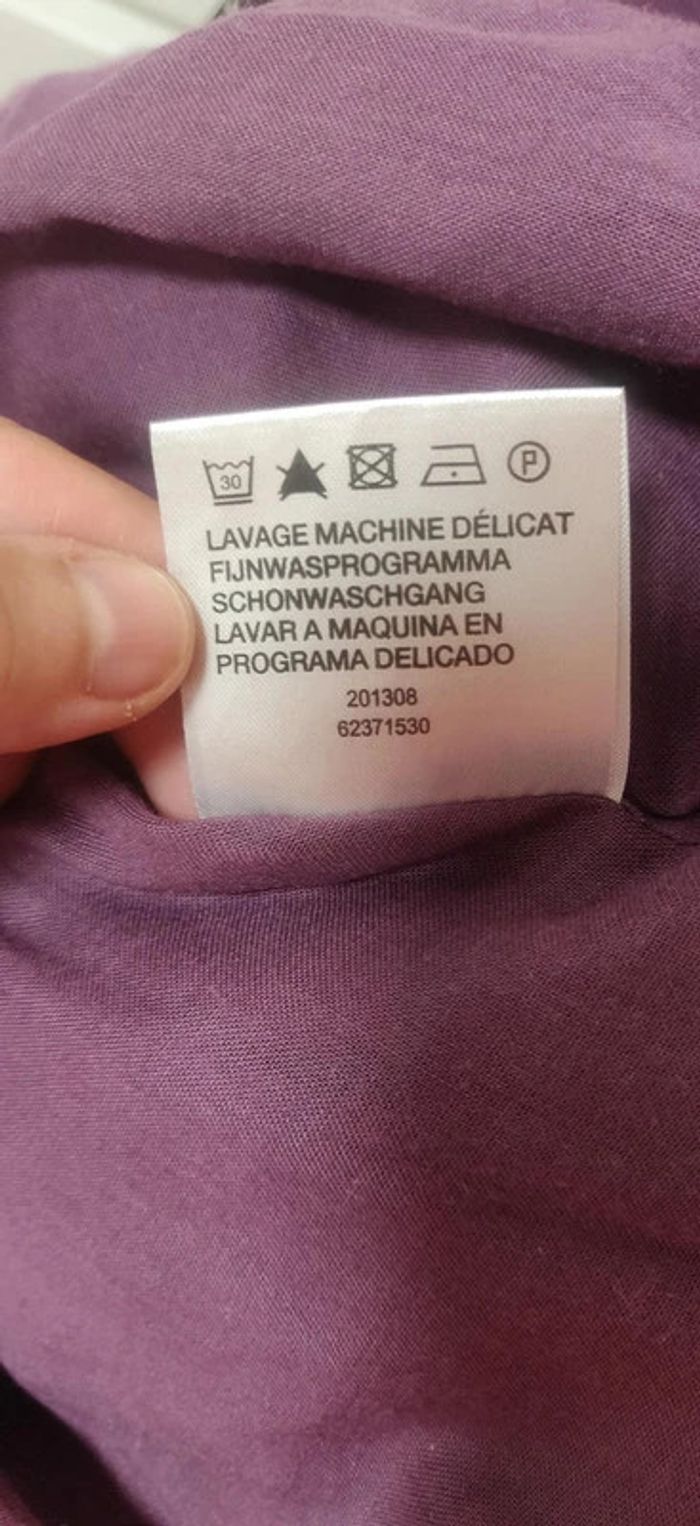 30
P
LAVAGE MACHINE DÉLICAT
FIJNWASPROGRAMMA
SCHONWASCHGANG
LAVAR A MAQUINA EN
PROGRAMA DELICADO
201308
62371530